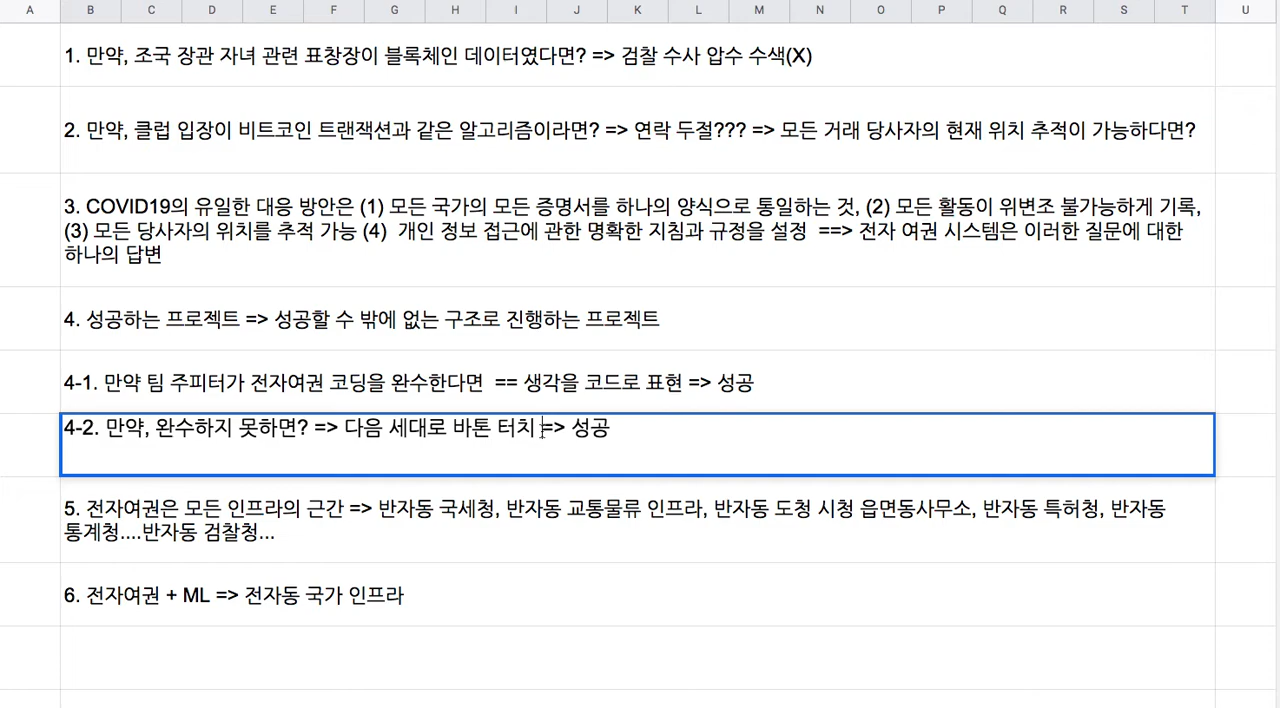 A B C D E F G H I J K L M N O P Q R S T U
1. 만약, 조국 장관 자녀 관련 표창장이 블록체인 데이터였다면? => 검찰 수사 압수 수색(X)
2. 만약, 클럽 입장이 비트코인 트랜잭션과 같은 알고리즘이라면? => 연락 두절??? => 모든 거래 당사자의 현재 위치 추적이 가능하다면?
3. COVID19의 유일한 대응 방안은 (1) 모든 국가의 모든 증명서를 하나의 양식으로 통일하는 것, (2) 모든 활동이 위변조 불가능하게 기록,
(3) 모든 당사자의 위치를 추적 가능 (4)  개인 정보 접근에 관한 명확한 지침과 규정을 설정  ==> 전자 여권 시스템은 이러한 질문에 대한
하나의 답변
4. 성공하는 프로젝트 => 성공할 수 밖에 없는 구조로 진행하는 프로젝트
4-1. 만약 팀 주피터가 전자여권 코딩을 완수한다면  == 생각을 코드로 표현 => 성공
4-2. 만약, 완수하지 못하면? => 다음 세대로 바톤 터치 => 성공
5. 전자여권은 모든 인프라의 근간 => 반자동 국세청, 반자동 교통물류 인프라, 반자동 도청 시청 읍면동사무소, 반자동 특허청, 반자동
통계청....반자동 검찰청...
6. 전자여권 + ML => 전자동 국가 인프라